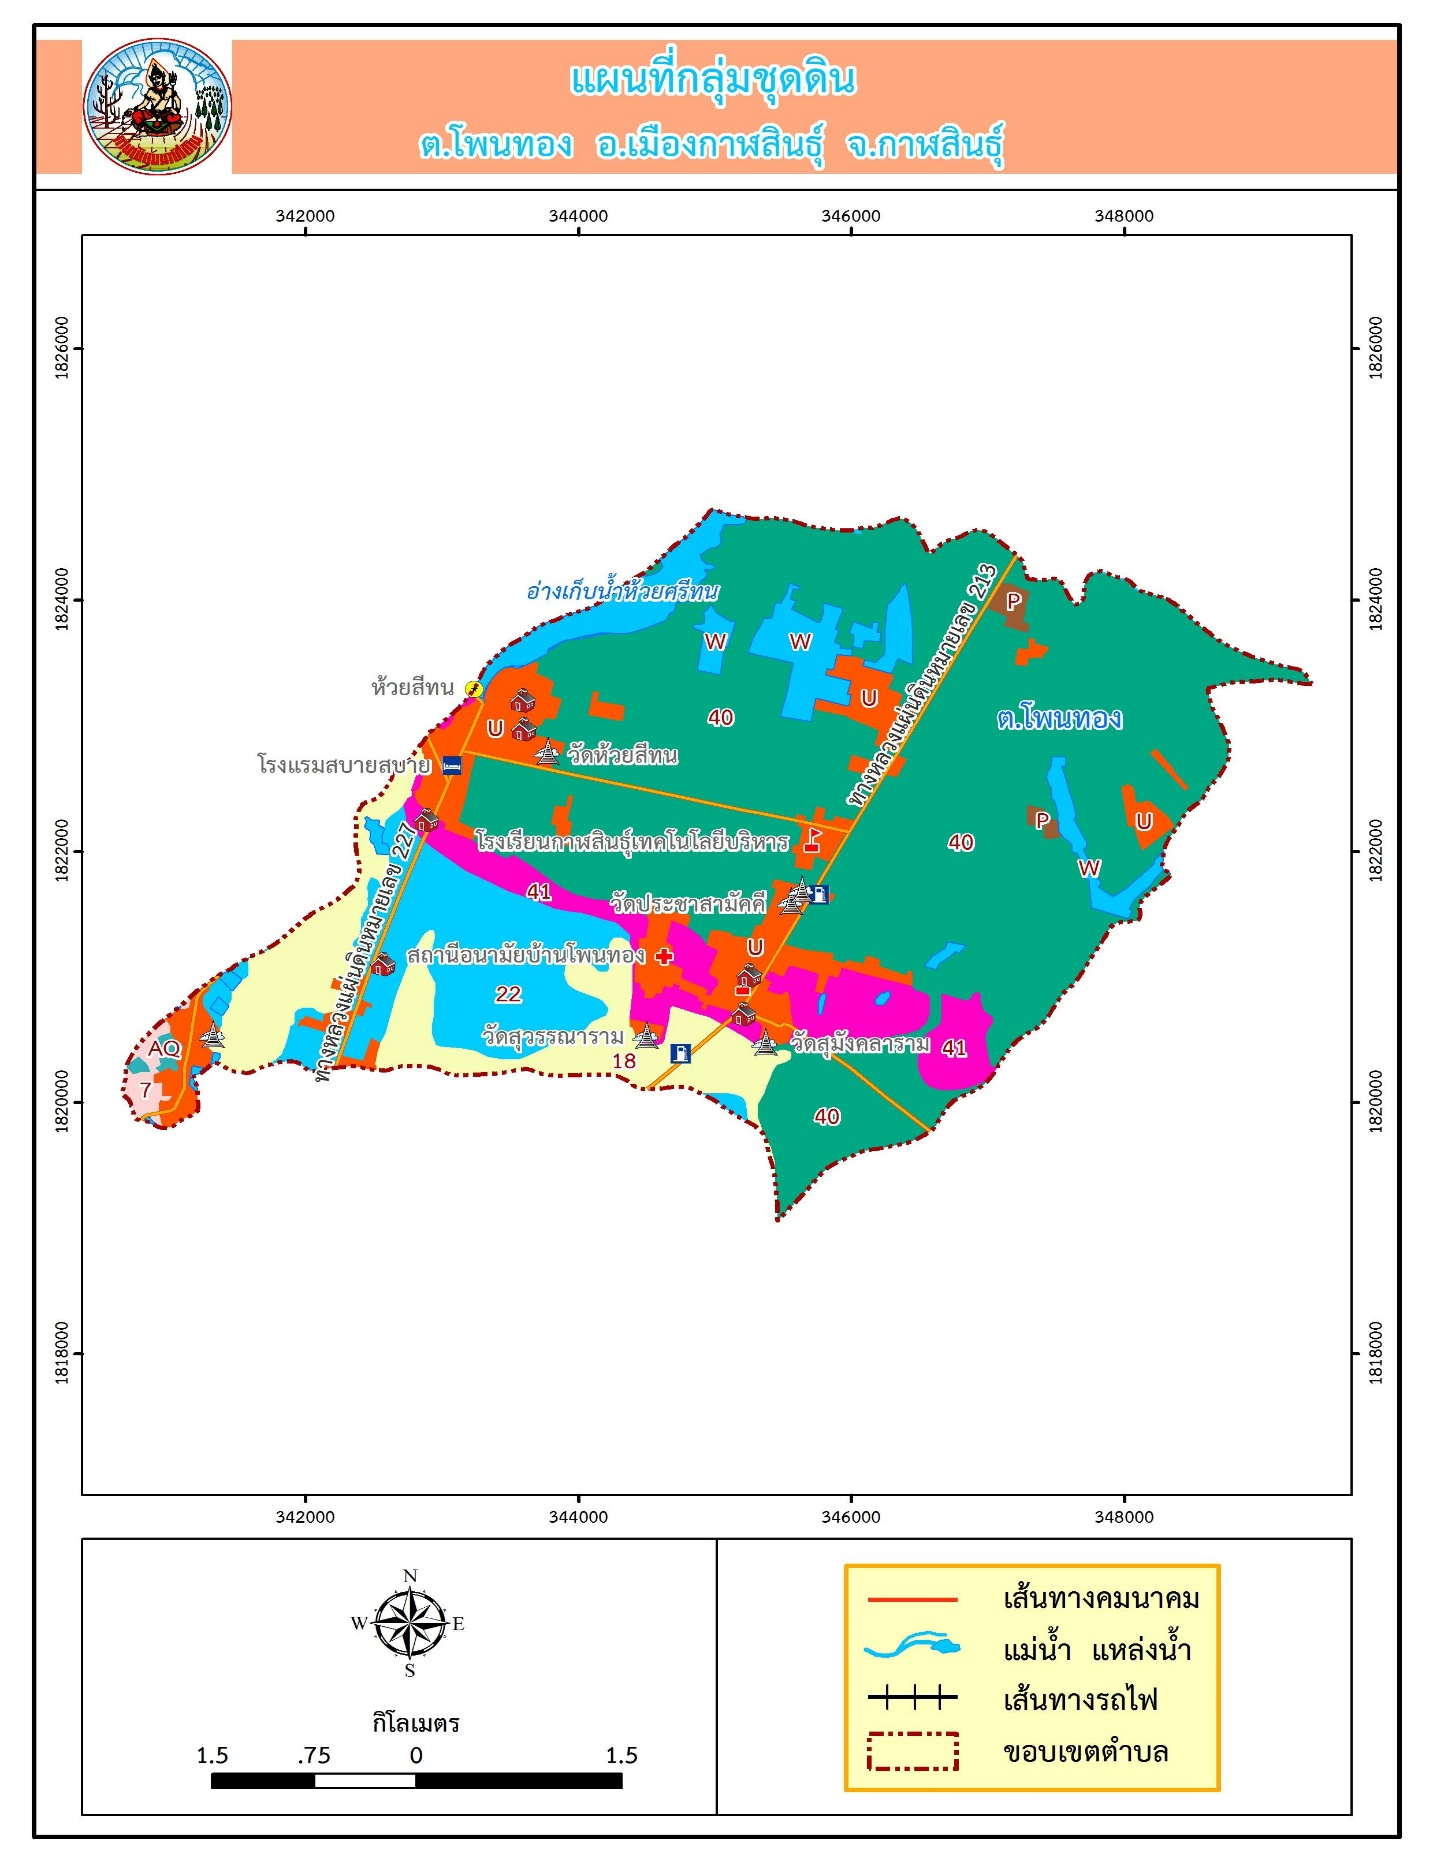 แผนที่กลุ่มชุดดิน
ต.โพนทอง อ.เมืองกาฬสินธุ์ จ.กาฬสินธุ์
342000 344000 346000 348000
1826000 1826000
1824000 1824000
1822000 1822000
1820000 1820000
1818000 1818000
อ่างเก็บน้ำห้วยศรีทน
ทางหลวงแผ่นดินหมายเลข 213
P
W W
ห้วยสีทน
U
40
ต.โพนทอง
U
วัดห้วยสีทน
โรงแรมสบายสบาย
P U
โรงเรียนกาฬสินธุ์เทคโนโลยีบริหาร
40
W
ทางหลวงแผ่นดินหมายเลข 227
41
วัดประชาสามัคคี
U
สถานีอนามัยบ้านโพนทอง
22
วัดสุวรรณาราม
วัดสุมังคลาราม
41
AQ
18
7
40
342000 344000 346000 348000
N
W E
S
กิโลเมตร
1.5 .75 0 1.5
เส้นทางคมนาคม
แม่น้ำ แหล่งน้ำ
เส้นทางรถไฟ
ขอบเขตตำบล